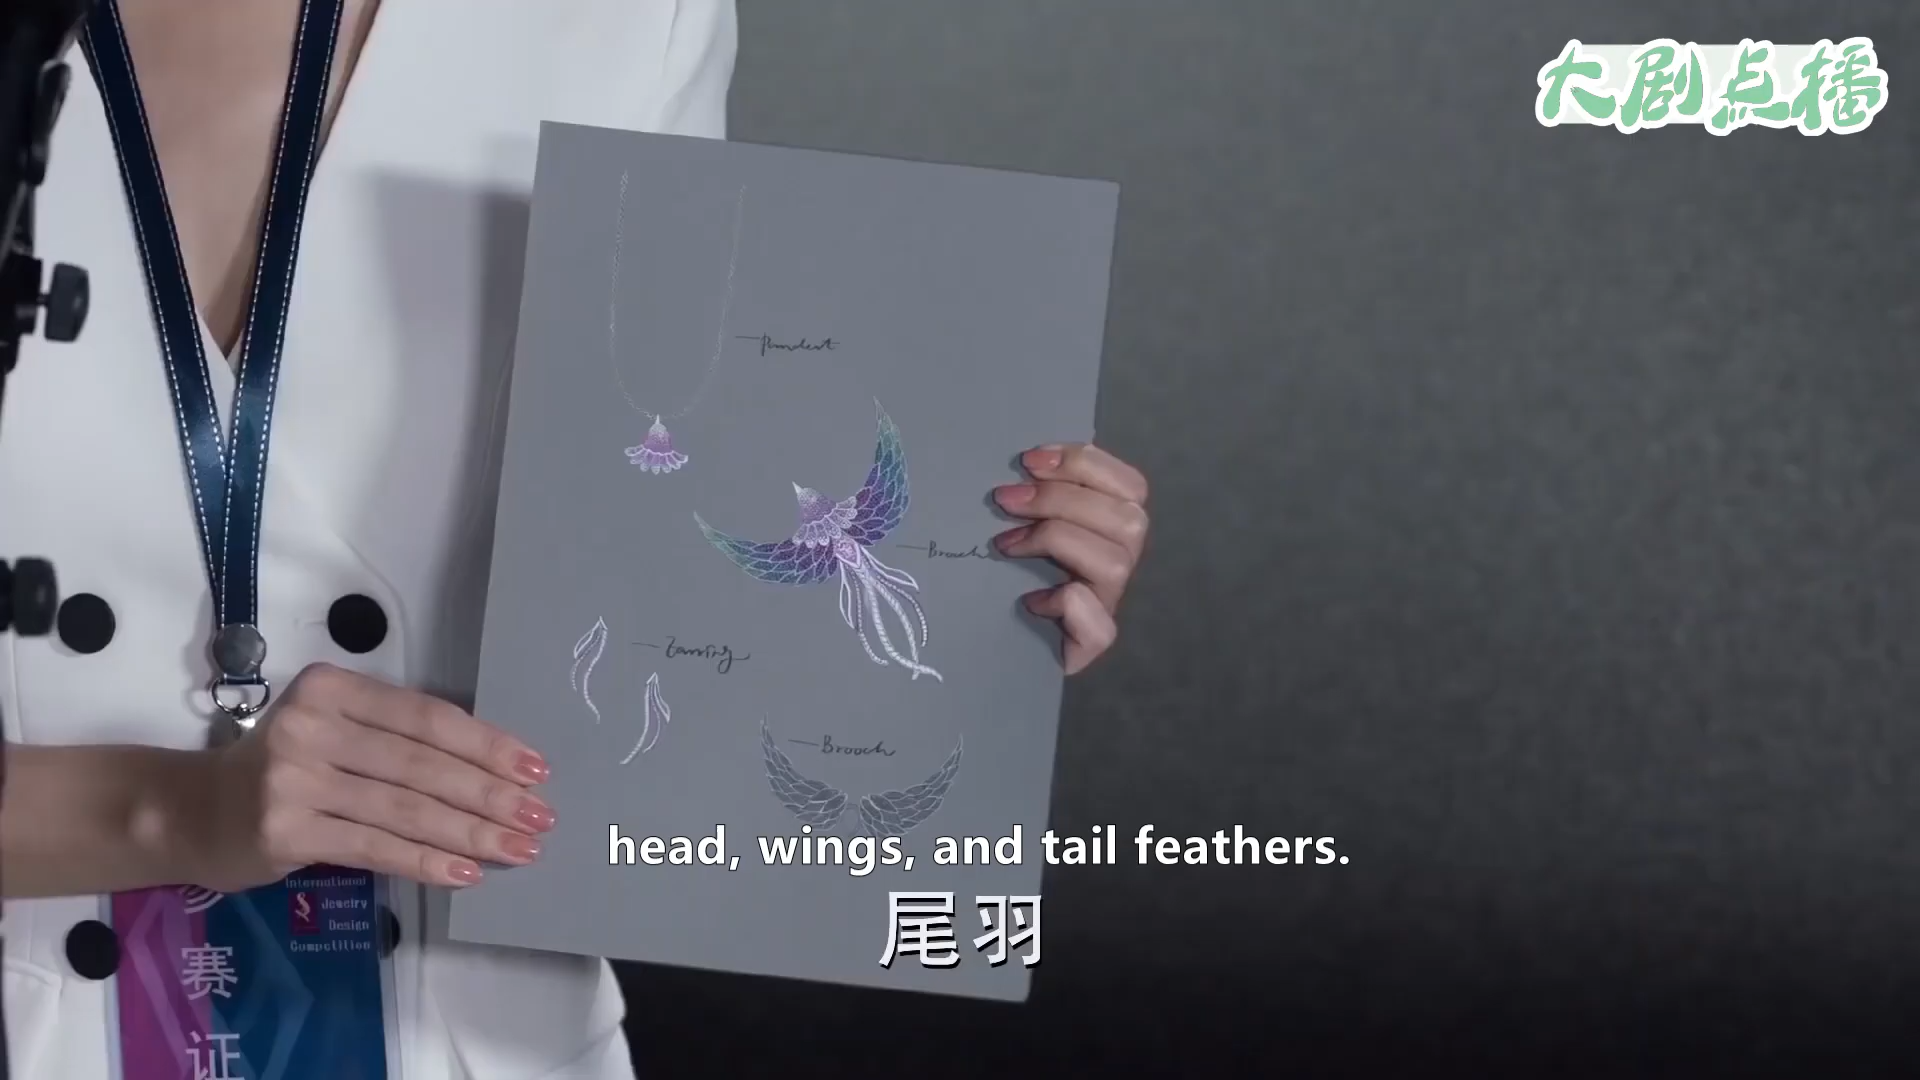 大剧点播
Pendent
Brooch
Earring
Brooch
head, wings, and tail feathers.
尾羽
International
Jewelry
Design
Competition
参
赛
证